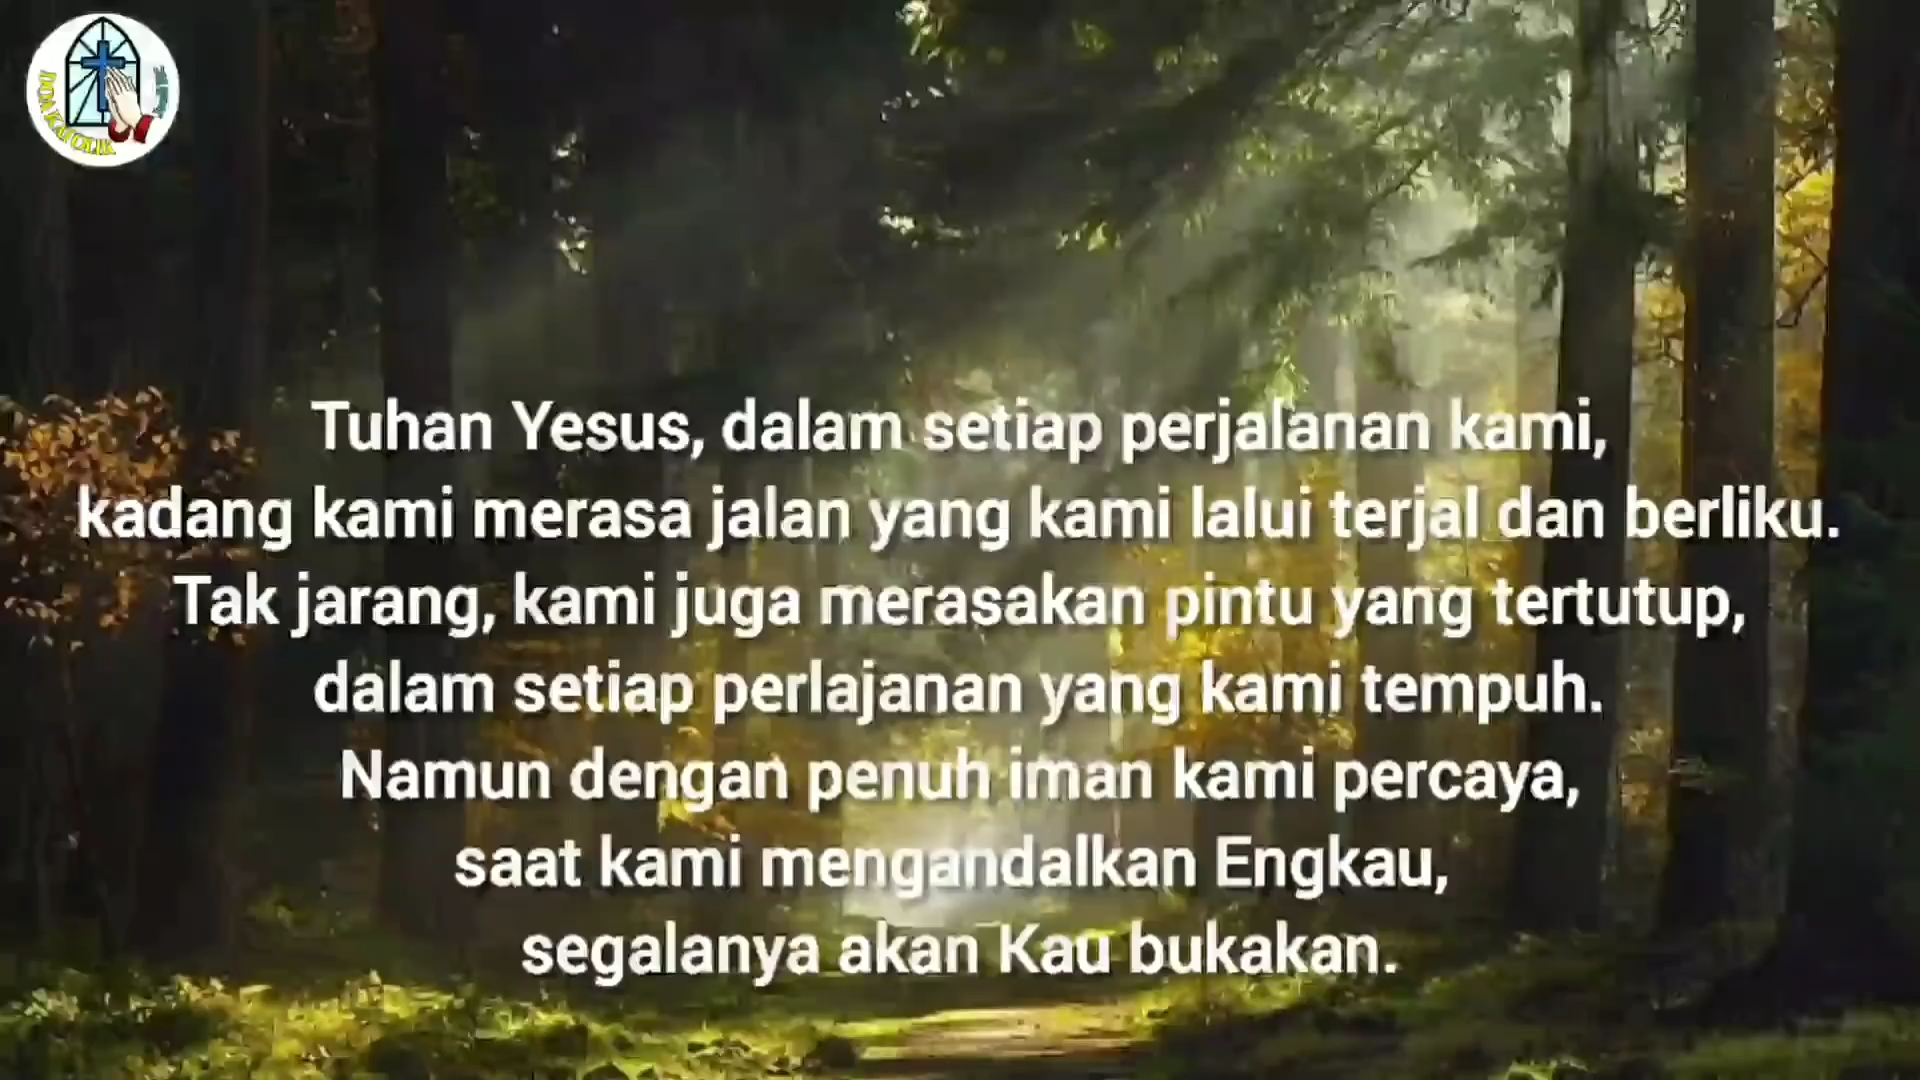 DOA KATOLIK
Tuhan Yesus, dalam setiap perjalanan kami,
kadang kami merasa jalan yang kami lalui terjal dan berliku.
Tak jarang, kami juga merasakan pintu yang tertutup,
dalam setiap perlajanan yang kami tempuh.
Namun dengan penuh iman kami percaya,
saat kami mengandalkan Engkau,
segalanya akan Kau bukakan.